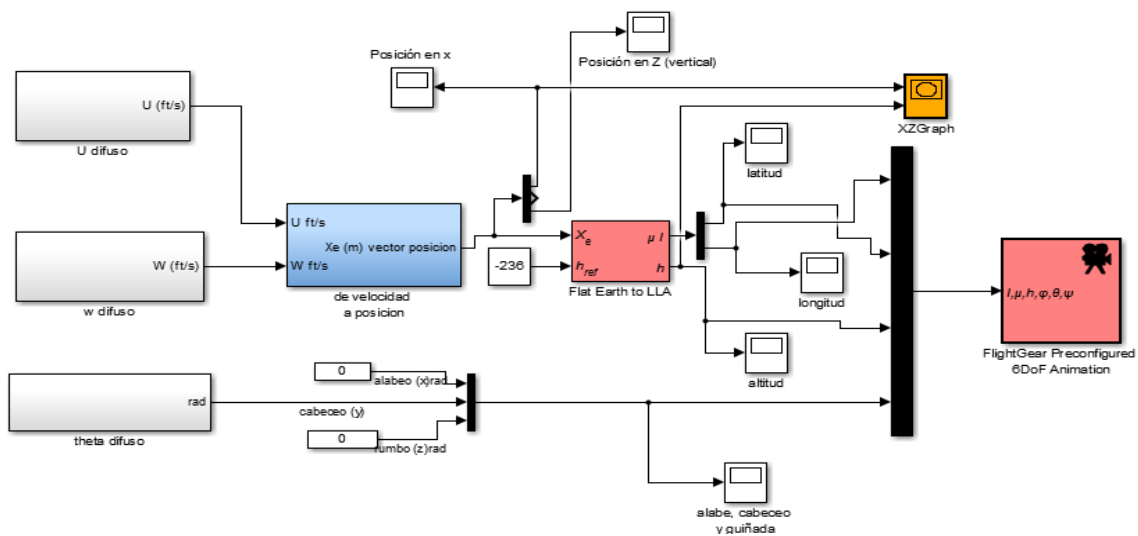 Posición en x
Posición en Z (vertical)
U (ft/s)
U difuso
XZGraph
latitud
U ft/s
Xe (m) vector posicion
W ft/s
de velocidad
a posicion
W (ft/s)
w difuso
-236
X_e
μ l
h_ref
h
Flat Earth to LLA
longitud
altitud
l,μ,h,φ,θ,ψ
FlightGear Preconfigured
6DoF Animation
rad
theta difuso
0
alabeo (x)rad
cabeceo (y)
0
rumbo (z)rad
alabe, cabeceo
y guiñada